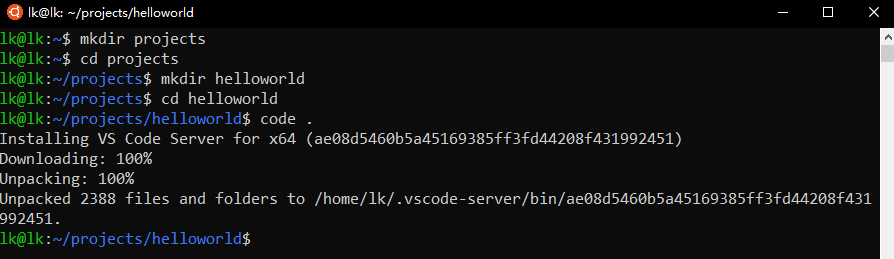 lk@lk: ~/projects/helloworld
lk@lk:~$ mkdir projects
lk@lk:~$ cd projects
lk@lk:~/projects$ mkdir helloworld
lk@lk:~/projects$ cd helloworld
lk@lk:~/projects/helloworld$ code .
Installing VS Code Server for x64 (ae08d5460b5a45169385ff3fd44208f431992451)
Downloading: 100%
Unpacking: 100%
Unpacked 2388 files and folders to /home/lk/.vscode-server/bin/ae08d5460b5a45169385ff3fd44208f431
992451.
lk@lk:~/projects/helloworld$